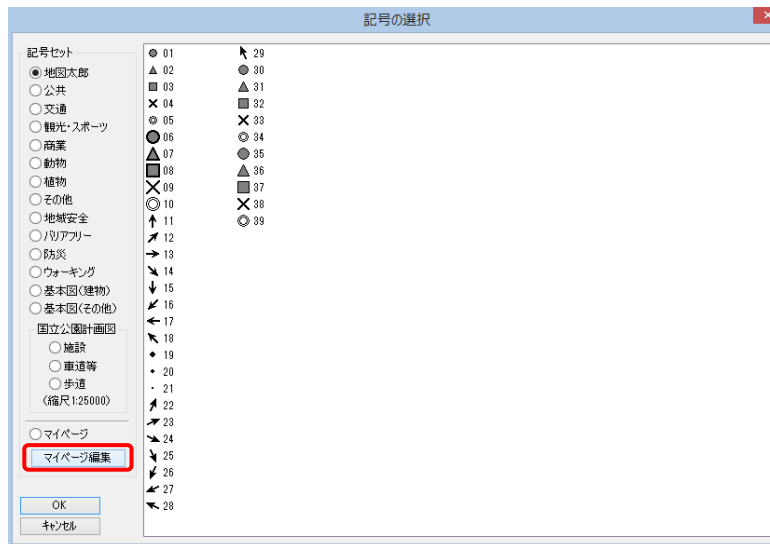 記号の選択
記号セット
地図太郎
公共
交通
観光・スポーツ
商業
動物
植物
その他
地域安全
バリアフリー
防災
ウォーキング
基本図(建物)
基本図(その他)
国立公園計画図
施設
車道等
歩道
(縮尺1:25000)
マイページ
マイページ編集
OK
キャンセル
01
02
03
04
05
06
07
08
09
10
11
12
13
14
15
16
17
18
19
20
21
22
23
24
25
26
27
28
29
30
31
32
33
34
35
36
37
38
39